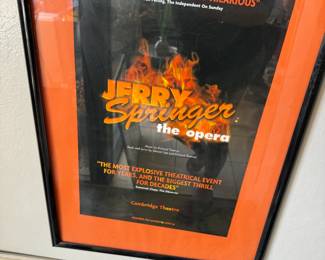 HILARIOUS"
The Independent On Sunday
JERRY
Springer
the opera
"THE MOST EXPLOSIVE THEATRICAL EVENT
FOR YEARS, AND THE BIGGEST THRILL
FOR DECADES"
Cambridge Theatre